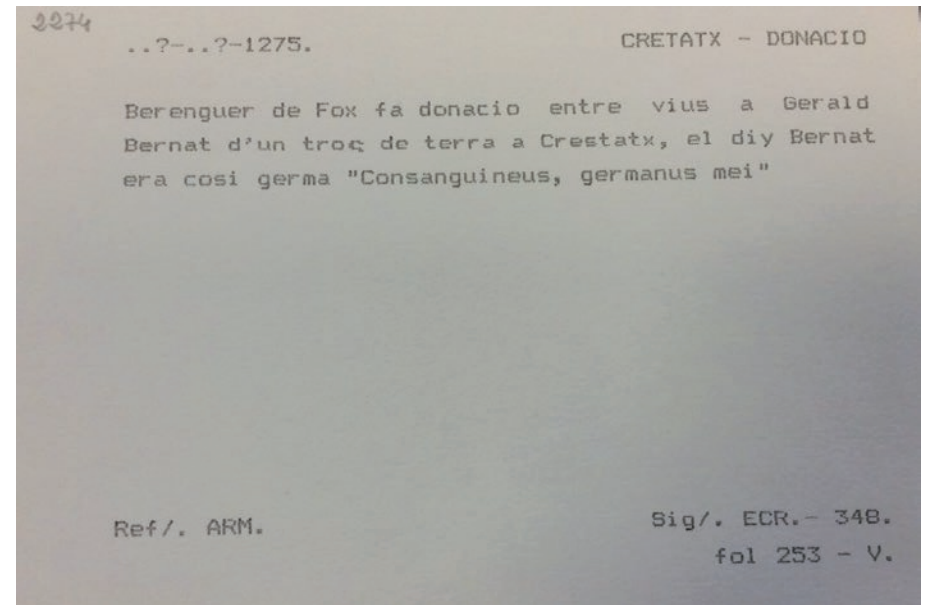 2274
..?-..?-1275. CRETATX - DONACIO
Berenguer de Fox fa donacio entre vius a Gerald
Bernat d'un troç de terra a Crestatx, el diy Bernat
era cosi germa "Consanguineus, germanus mei"
Ref/. ARM. Sig/. ECR.- 348.
fol 253 - V.